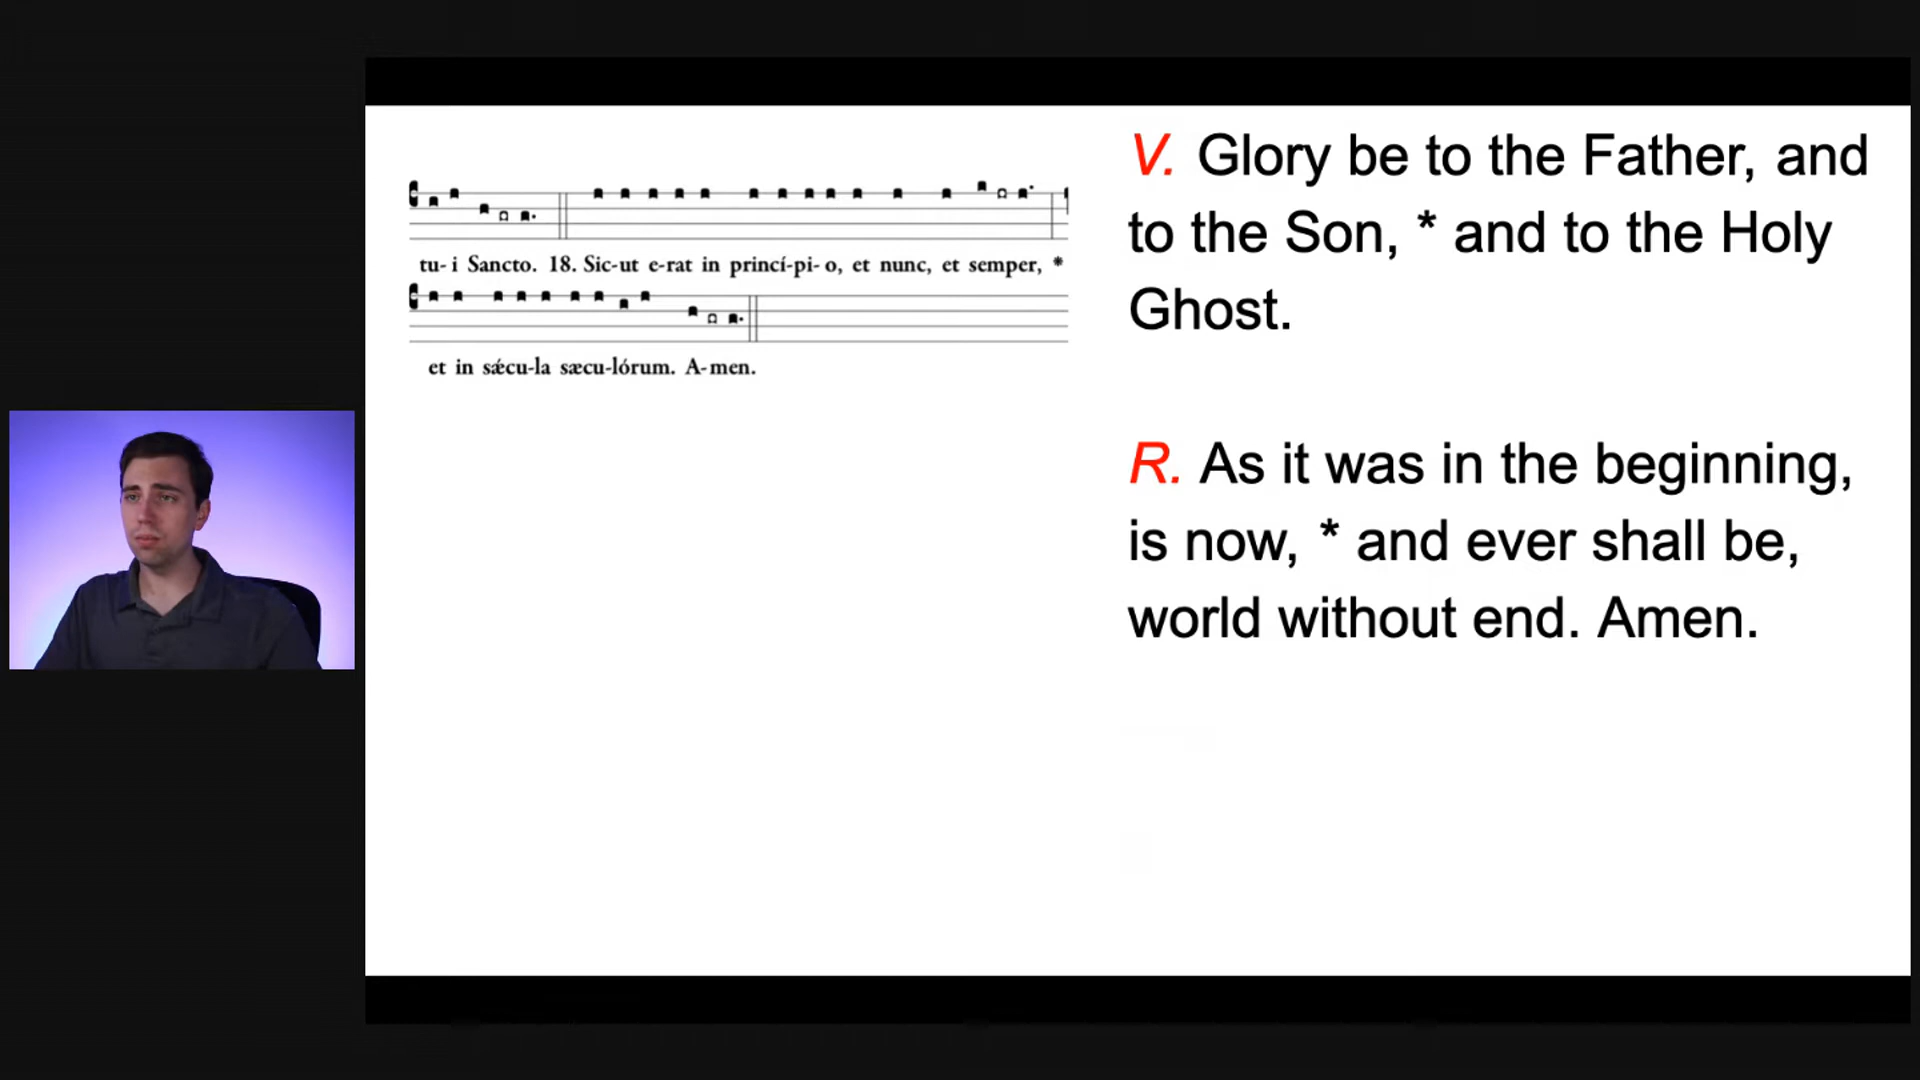 tu- i Sancto. 18. Sic-ut e-rat in princí-pi- o, et nunc, et semper, *
et in sǽcu-la sæcu-lórum. A-men.
V. Glory be to the Father, and
to the Son, * and to the Holy
Ghost.
R. As it was in the beginning,
is now, * and ever shall be,
world without end. Amen.